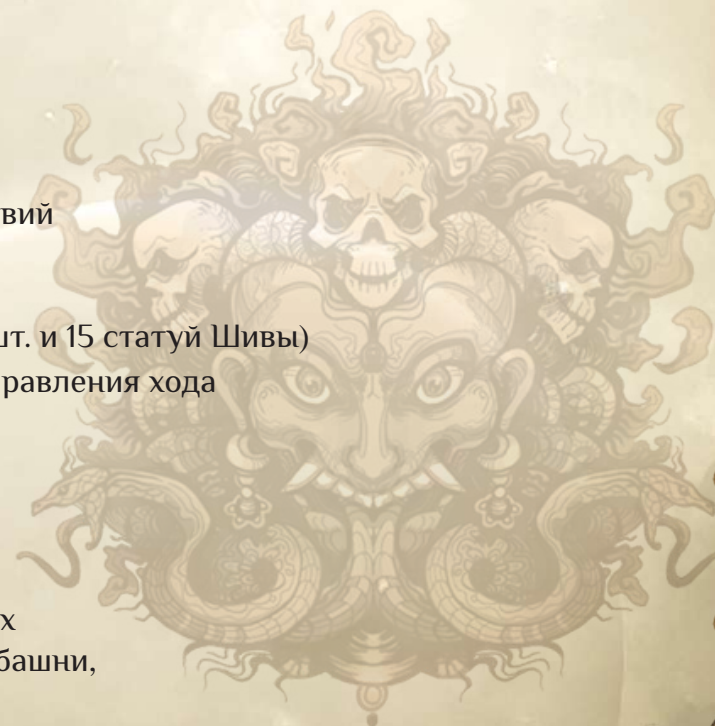 вий
шт. и 15 статуй Шивы)
равления хода
х
башни,